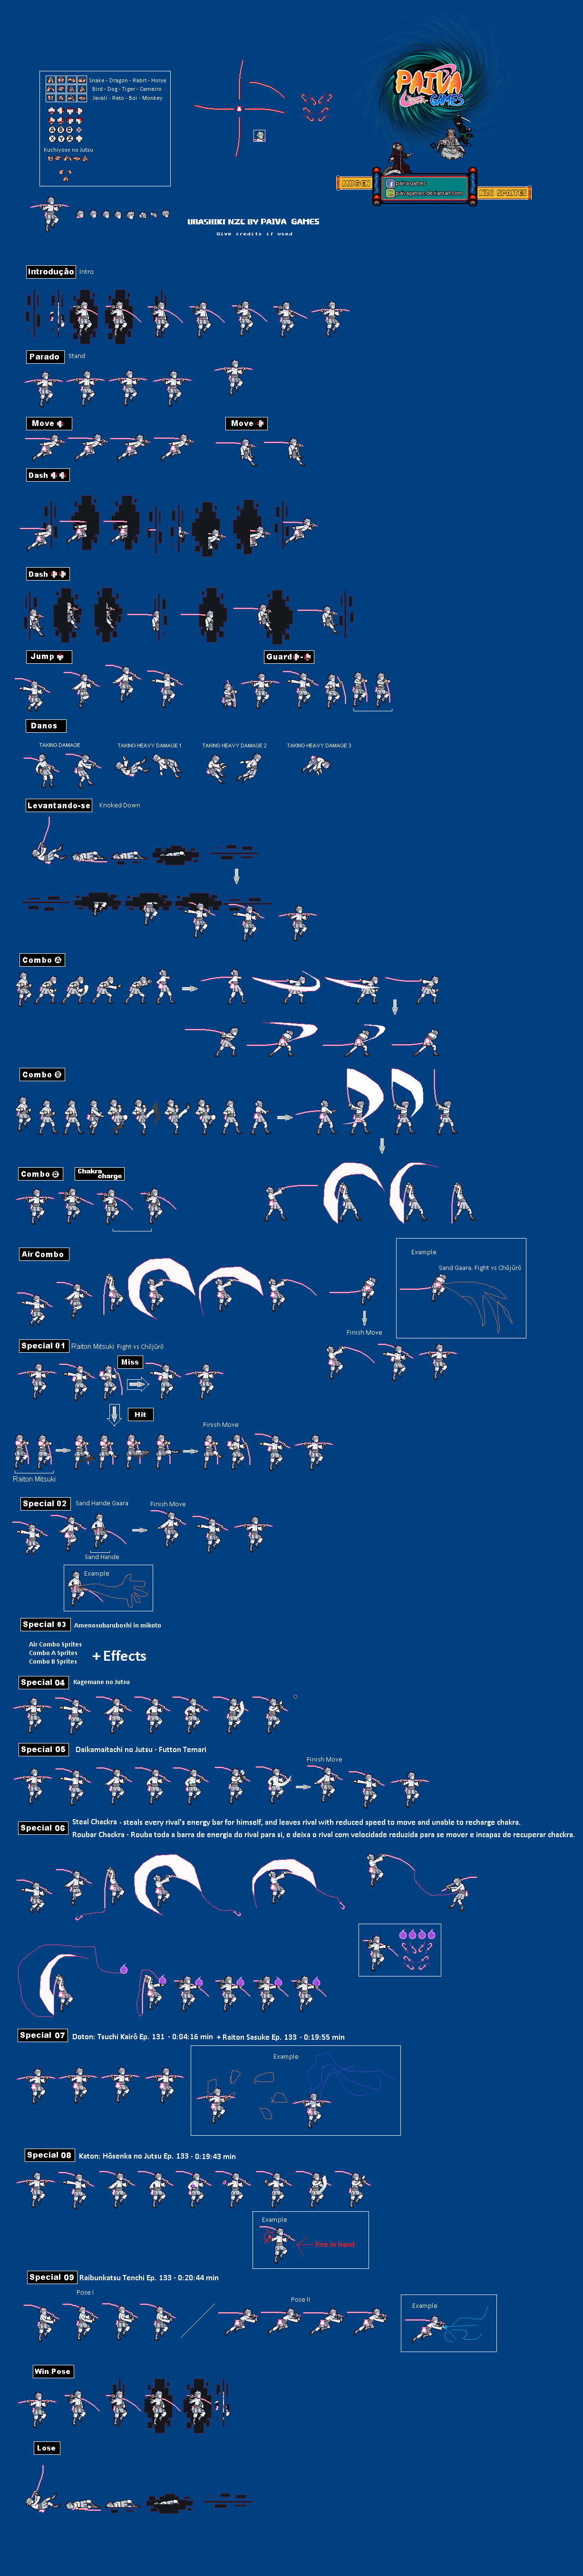 Snake - Dragon - Rabit - Horse
Bird - Dog - Tiger - Carneiro
Javali - Rato - Boi - Monkey
A B C
X Y Z
Kuchiyose no Jutsu
PAIVA
GAMES
MUGEN
paivagames
paivagames.deviantart.com
NZC SPRITES
URASHIKI NZC BY PAIVA GAMES
Give credits if used
Introdução Intro
Parado Stand
Move
Move
Dash
Dash
Jump
Guard
Danos
TAKING DAMAGE
TAKING HEAVY DAMAGE 1
TAKING HEAVY DAMAGE 2
TAKING HEAVY DAMAGE 3
Levantando-se Knoked Down
Combo A
Combo B
Combo C
Chakra charge
Air Combo
Example
Sand Gaara. Fight vs Chōjūrō
Finish Move
Special 01 Raiton Mitsuki Fight vs Chōjūrō
Miss
Hit
Finish Move
Raiton Mitsuki
Special 02 Sand Hande Gaara
Finish Move
Sand Hande
Example
Special 03 Amenosubaruboshi in mikoto
Air Combo Sprites
Combo A Sprites
Combo B Sprites
+ Effects
Special 04 Kagemane no Jutsu
Special 05 Daikamaitachi no Jutsu - Futton Temari
Finish Move
Special 06
Steal Chackra - steals every rival's energy bar for himself, and leaves rival with reduced speed to move and unable to recharge chakra.
Roubar Chackra - Rouba toda a barra de energia do rival para si, e deixa o rival com velocidade reduzida para se mover e incapaz de recuperar chackra.
Special 07 Doton: Tsuchi Kairō Ep. 131 - 0:04:16 min + Raiton Sasuke Ep. 133 - 0:19:55 min
Example
Special 08 Katon: Hōsenka no Jutsu Ep. 133 - 0:19:43 min
Example
Fire in hand
Special 09 Raibunkatsu Tenchi Ep. 133 - 0:20:44 min
Pose I
Pose II
Example
Win Pose
Lose